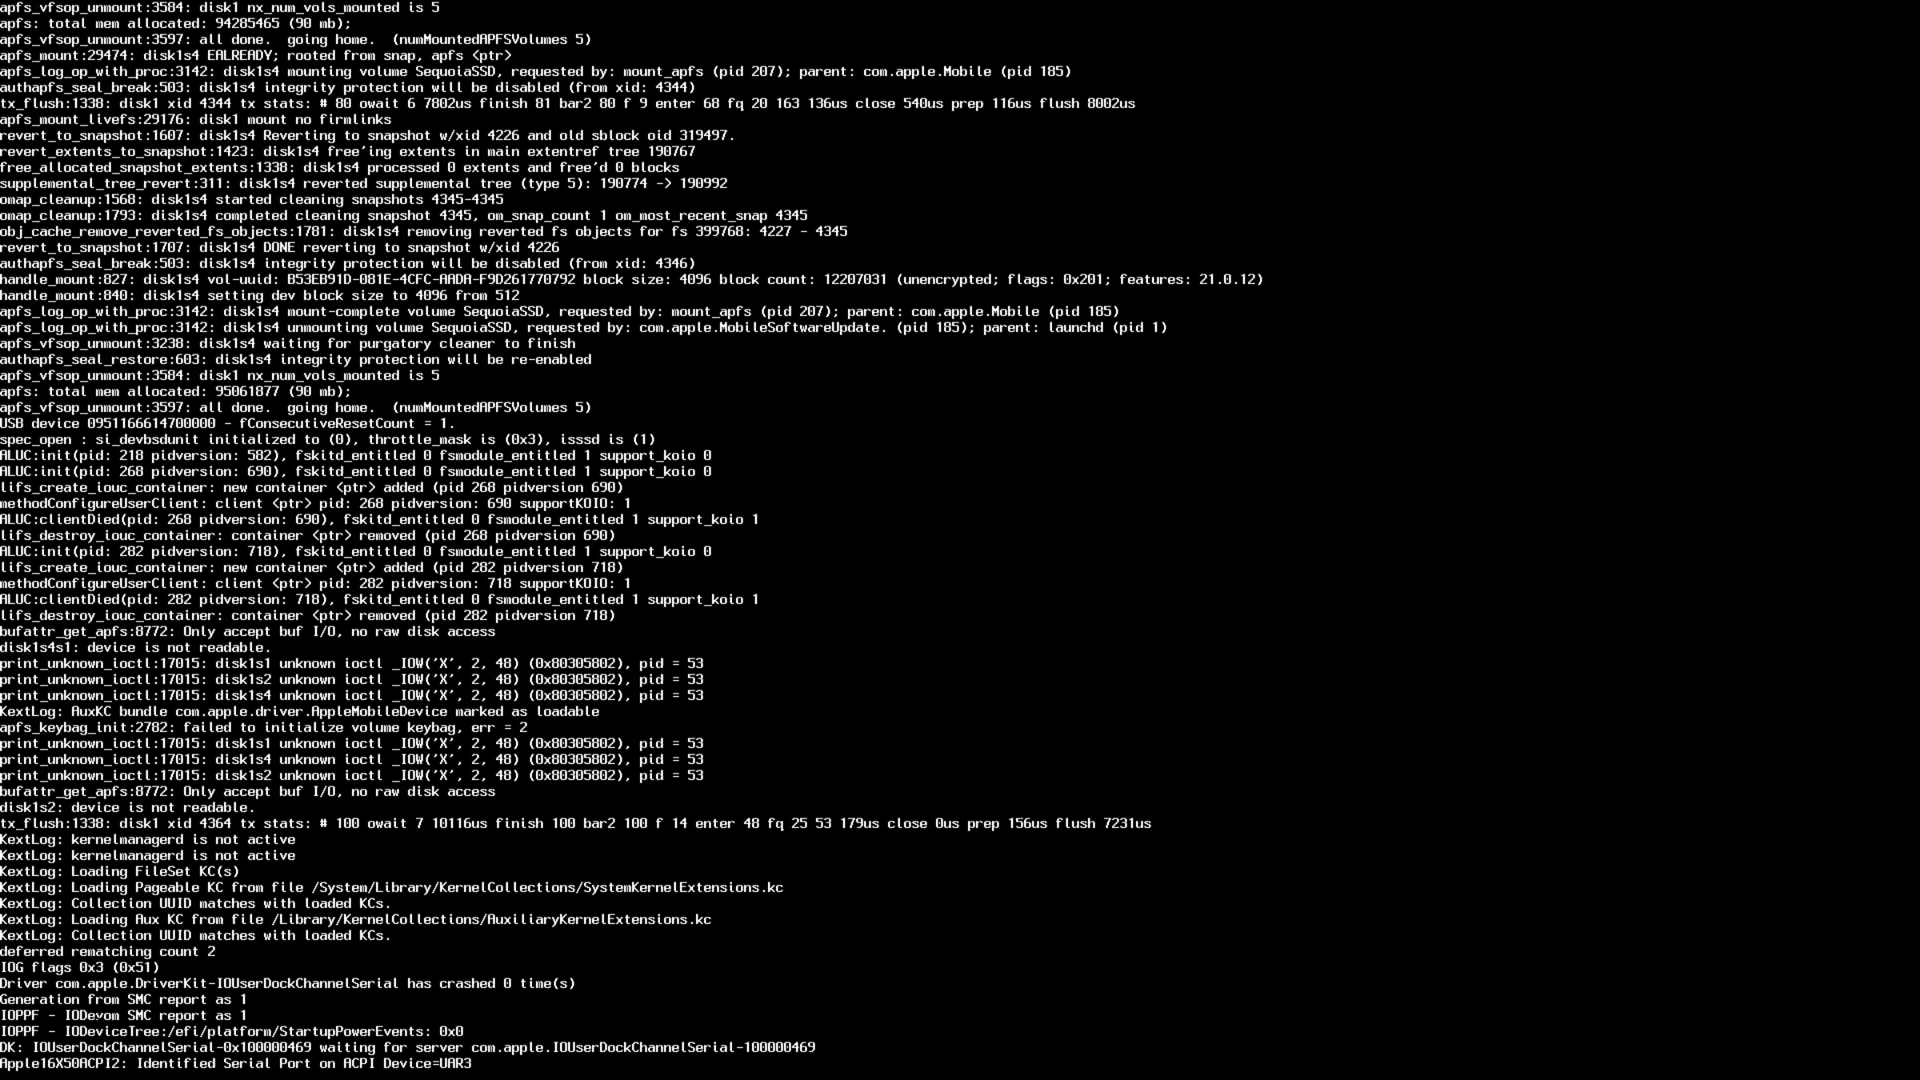 apfs_vfsop_unmount:3584: disk1 nx_num_vols_mounted is 5
apfs: total mem allocated: 94285465 (90 mb);
apfs_vfsop_unmount:3597: all done.  going home.  (numMountedAPFSVolumes 5)
apfs_mount:29474: disk1s4 EALREADY; rooted from snap, apfs <ptr>
apfs_log_op_with_proc:3142: disk1s4 mounting volume SequoiaSSD, requested by: mount_apfs (pid 207); parent: com.apple.Mobile (pid 185)
authapfs_seal_break:503: disk1s4 integrity protection will be disabled (from xid: 4344)
tx_flush:1338: disk1 xid 4344 tx stats: # 80 owait 6 7802us finish 81 bar2 80 f 9 enter 68 fq 20 163 136us close 540us prep 116us flush 8002us
apfs_mount_livefs:29176: disk1 mount no firmlinks
revert_to_snapshot:1607: disk1s4 Reverting to snapshot w/xid 4226 and old sblock oid 319497.
revert_extents_to_snapshot:1423: disk1s4 free'ing extents in main extentref tree 190767
free_allocated_snapshot_extents:1338: disk1s4 processed 0 extents and free'd 0 blocks
supplemental_tree_revert:311: disk1s4 reverted supplemental tree (type 5): 190774 -> 190992
omap_cleanup:1568: disk1s4 started cleaning snapshots 4345-4345
omap_cleanup:1793: disk1s4 completed cleaning snapshot 4345, om_snap_count 1 om_most_recent_snap 4345
obj_cache_remove_reverted_fs_objects:1781: disk1s4 removing reverted fs objects for fs 399768: 4227 - 4345
revert_to_snapshot:1707: disk1s4 DONE reverting to snapshot w/xid 4226
authapfs_seal_break:503: disk1s4 integrity protection will be disabled (from xid: 4346)
handle_mount:827: disk1s4 vol-uuid: B53EB91D-081E-4CFC-AADA-F9D261770792 block size: 4096 block count: 12207031 (unencrypted; flags: 0x201; features: 21.0.12)
handle_mount:840: disk1s4 setting dev block size to 4096 from 512
apfs_log_op_with_proc:3142: disk1s4 mount-complete volume SequoiaSSD, requested by: mount_apfs (pid 207); parent: com.apple.Mobile (pid 185)
apfs_log_op_with_proc:3142: disk1s4 unmounting volume SequoiaSSD, requested by: com.apple.MobileSoftwareUpdate. (pid 185); parent: launchd (pid 1)
apfs_vfsop_unmount:3238: disk1s4 waiting for purgatory cleaner to finish
authapfs_seal_restore:603: disk1s4 integrity protection will be re-enabled
apfs_vfsop_unmount:3584: disk1 nx_num_vols_mounted is 5
apfs: total mem allocated: 95061877 (90 mb);
apfs_vfsop_unmount:3597: all done.  going home.  (numMountedAPFSVolumes 5)
USB device 0951166614700000 - fConsecutiveResetCount = 1.
spec_open : si_devbsdunit initialized to (0), throttle_mask is (0x3), isssd is (1)
ALUC:init(pid: 218 pidversion: 582), fskitd_entitled 0 fsmodule_entitled 1 support_koio 0
ALUC:init(pid: 268 pidversion: 690), fskitd_entitled 0 fsmodule_entitled 1 support_koio 0
lifs_create_iouc_container: new container <ptr> added (pid 268 pidversion 690)
methodConfigureUserClient: client <ptr> pid: 268 pidversion: 690 supportKOIO: 1
ALUC:clientDied(pid: 268 pidversion: 690), fskitd_entitled 0 fsmodule_entitled 1 support_koio 1
lifs_destroy_iouc_container: container <ptr> removed (pid 268 pidversion 690)
ALUC:init(pid: 282 pidversion: 718), fskitd_entitled 0 fsmodule_entitled 1 support_koio 0
lifs_create_iouc_container: new container <ptr> added (pid 282 pidversion 718)
methodConfigureUserClient: client <ptr> pid: 282 pidversion: 718 supportKOIO: 1
ALUC:clientDied(pid: 282 pidversion: 718), fskitd_entitled 0 fsmodule_entitled 1 support_koio 1
lifs_destroy_iouc_container: container <ptr> removed (pid 282 pidversion 718)
bufattr_get_apfs:8772: Only accept buf I/O, no raw disk access
disk1s4s1: device is not readable.
print_unknown_ioctl:17015: disk1s1 unknown ioctl _IOW('X', 2, 48) (0x80305802), pid = 53
print_unknown_ioctl:17015: disk1s2 unknown ioctl _IOW('X', 2, 48) (0x80305802), pid = 53
print_unknown_ioctl:17015: disk1s4 unknown ioctl _IOW('X', 2, 48) (0x80305802), pid = 53
KextLog: AuxKC bundle com.apple.driver.AppleMobileDevice marked as loadable
apfs_keybag_init:2782: failed to initialize volume keybag, err = 2
print_unknown_ioctl:17015: disk1s1 unknown ioctl _IOW('X', 2, 48) (0x80305802), pid = 53
print_unknown_ioctl:17015: disk1s4 unknown ioctl _IOW('X', 2, 48) (0x80305802), pid = 53
print_unknown_ioctl:17015: disk1s2 unknown ioctl _IOW('X', 2, 48) (0x80305802), pid = 53
bufattr_get_apfs:8772: Only accept buf I/O, no raw disk access
disk1s2: device is not readable.
tx_flush:1338: disk1 xid 4364 tx stats: # 100 owait 7 10116us finish 100 bar2 100 f 14 enter 48 fq 25 53 179us close 0us prep 156us flush 7231us
KextLog: kernelmanagerd is not active
KextLog: kernelmanagerd is not active
KextLog: Loading FileSet KC(s)
KextLog: Loading Pageable KC from file /System/Library/KernelCollections/SystemKernelExtensions.kc
KextLog: Collection UUID matches with loaded KCs.
KextLog: Loading Aux KC from file /Library/KernelCollections/AuxiliaryKernelExtensions.kc
KextLog: Collection UUID matches with loaded KCs.
deferred rematching count 2
IOG flags 0x3 (0x51)
Driver com.apple.DriverKit-IOUserDockChannelSerial has crashed 0 time(s)
Generation from SMC report as 1
IOPPF - IODevom SMC report as 1
IOPPF - IODeviceTree:/efi/platform/StartupPowerEvents: 0x0
DK: IOUserDockChannelSerial-0x100000469 waiting for server com.apple.IOUserDockChannelSerial-100000469
Apple16X50ACPI2: Identified Serial Port on ACPI Device=UAR3